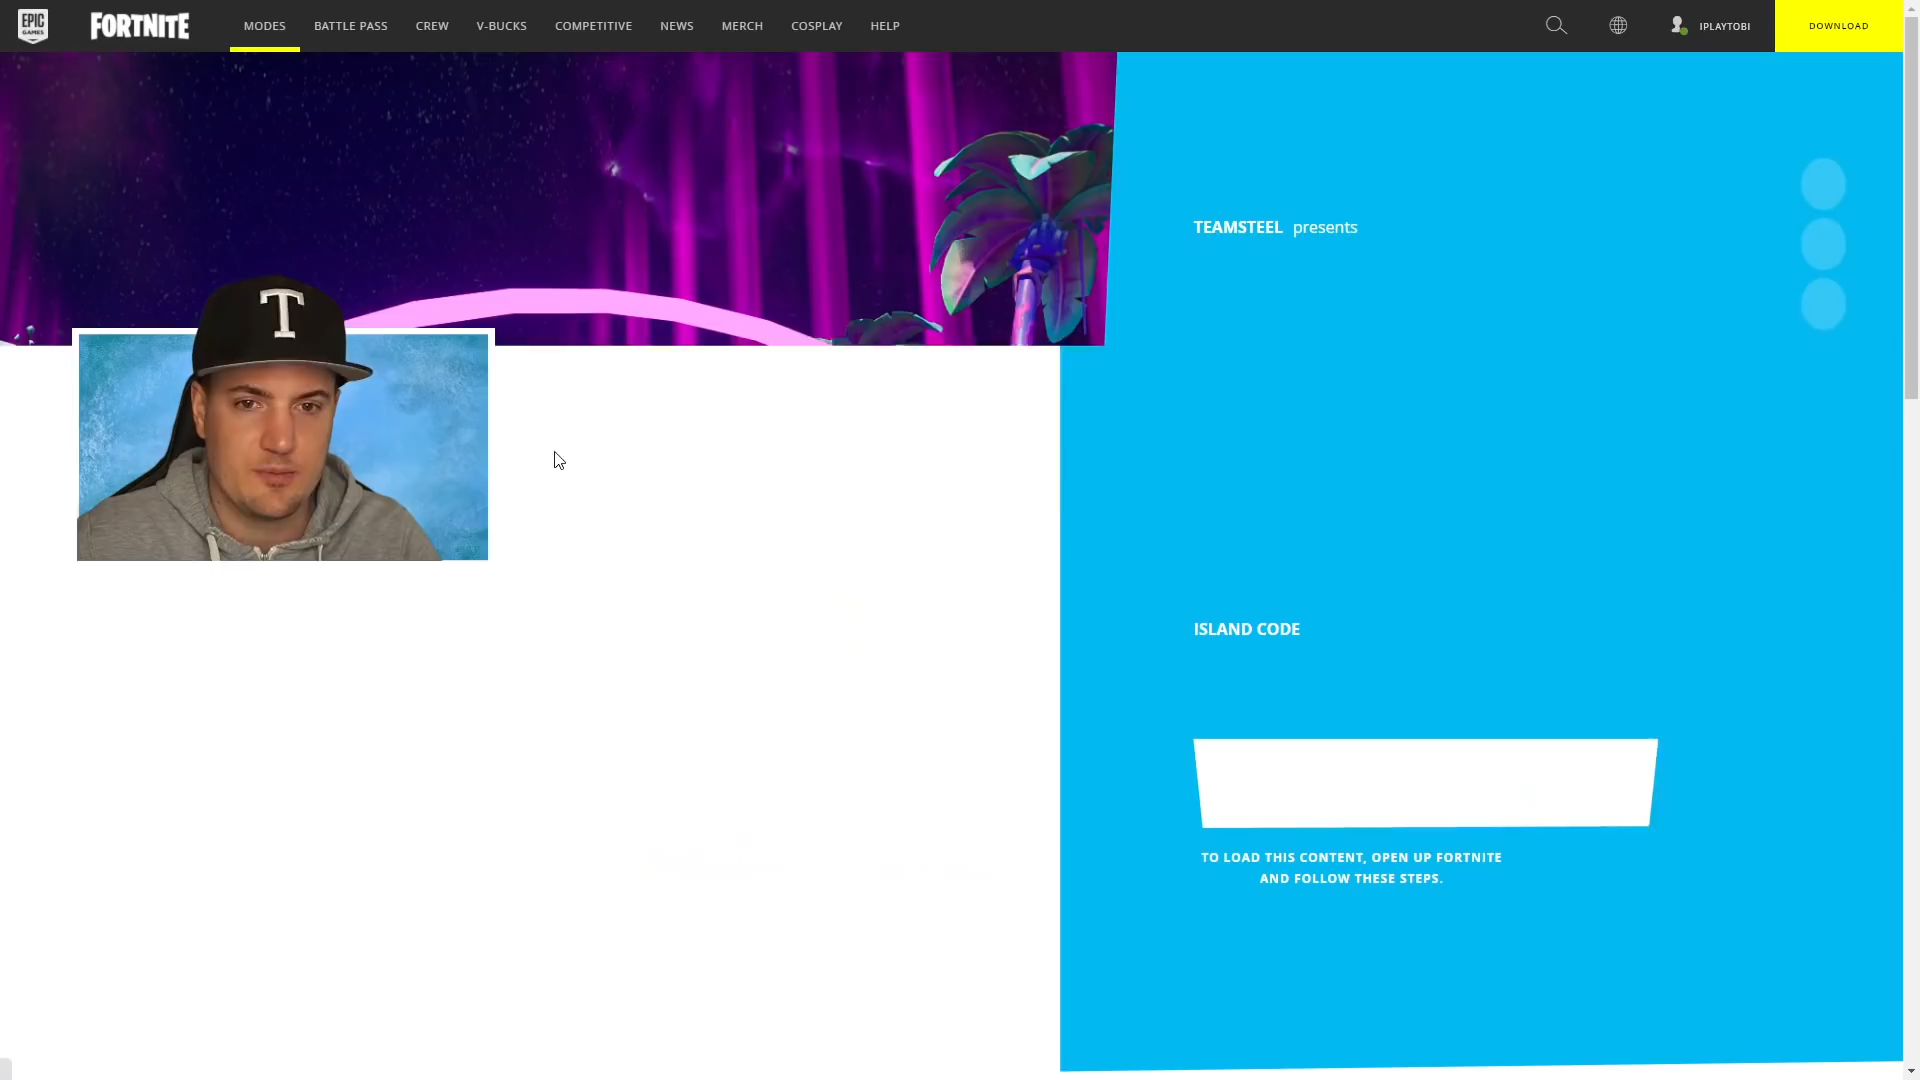 EPIC
GAMES
FORTNITE
MODES
BATTLE PASS
CREW
V-BUCKS
COMPETITIVE
NEWS
MERCH
COSPLAY
HELP
IPLAYTOBI
DOWNLOAD
TEAMSTEEL presents
T
ISLAND CODE
TO LOAD THIS CONTENT, OPEN UP FORTNITE
AND FOLLOW THESE STEPS.